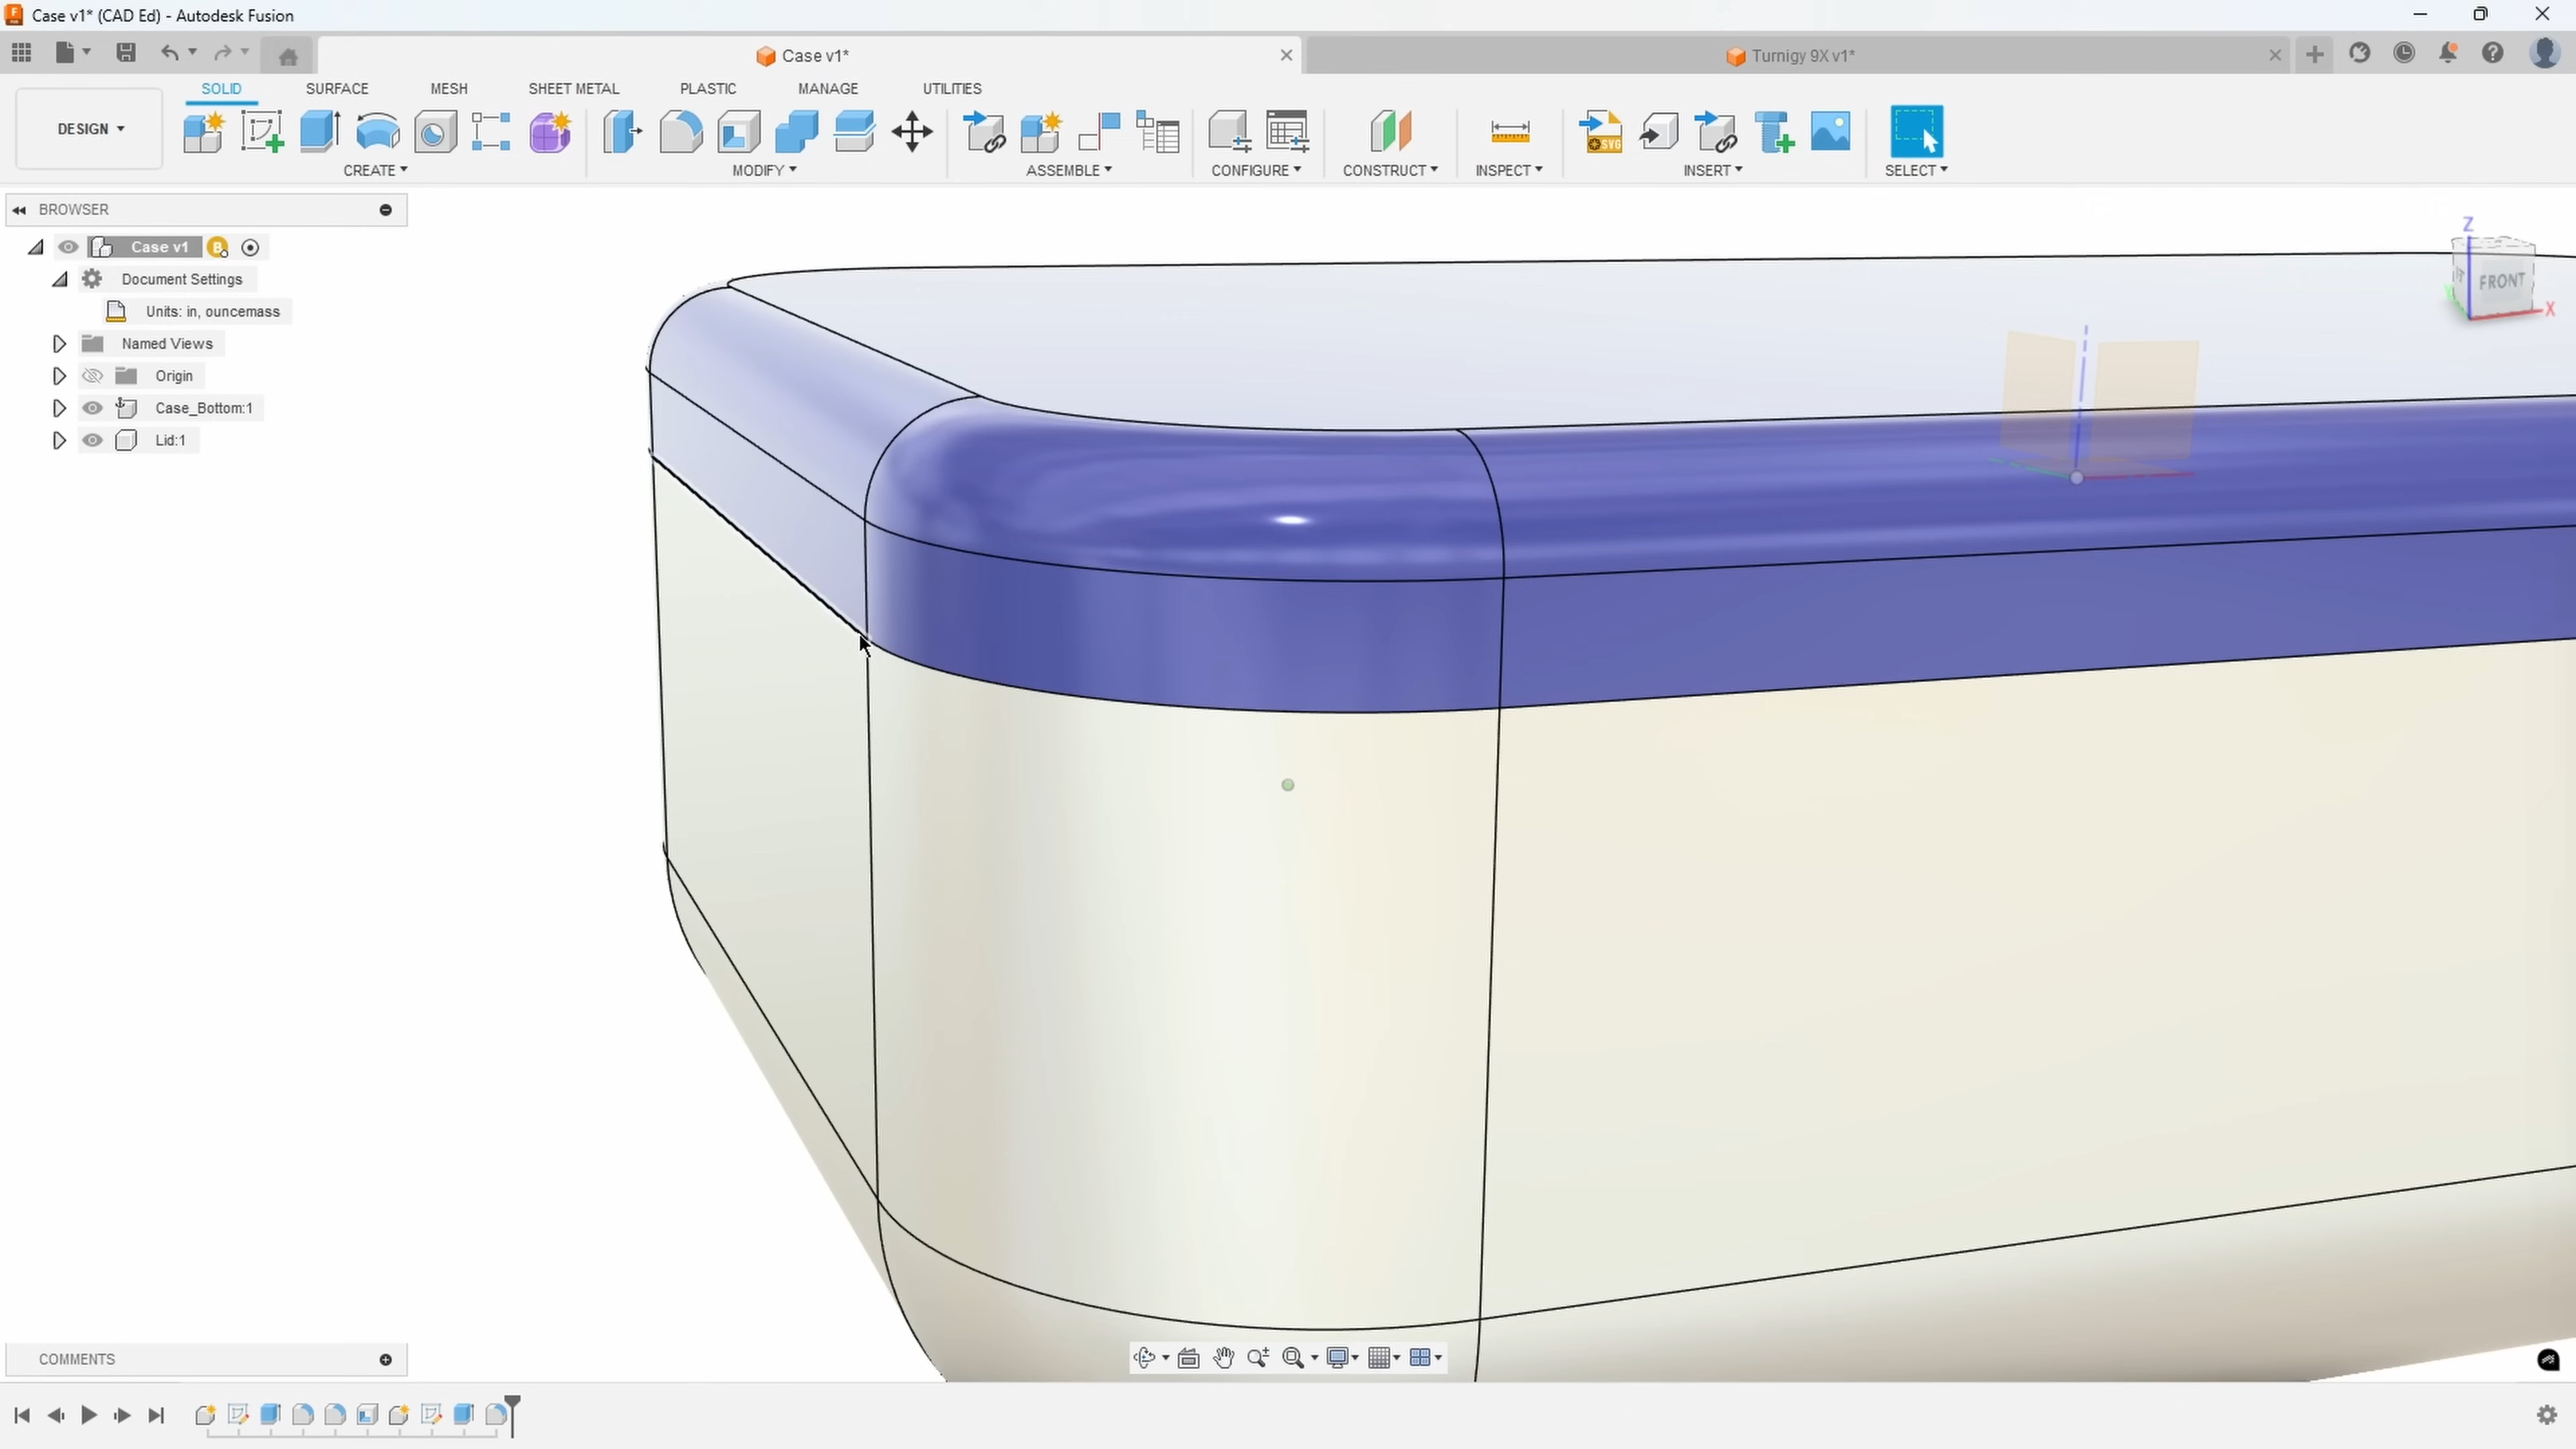 Case v1* (CAD Ed) - Autodesk Fusion
Case v1*
Turnigy 9X v1*
SOLID SURFACE MESH SHEET METAL PLASTIC MANAGE UTILITIES
DESIGN
SVG
CREATE MODIFY ASSEMBLE CONFIGURE CONSTRUCT INSPECT INSERT SELECT
BROWSER
Case v1 B
Document Settings
Units: in, ouncemass
Named Views
Origin
Case_Bottom:1
Lid:1
Z
FRONT
X
COMMENTS